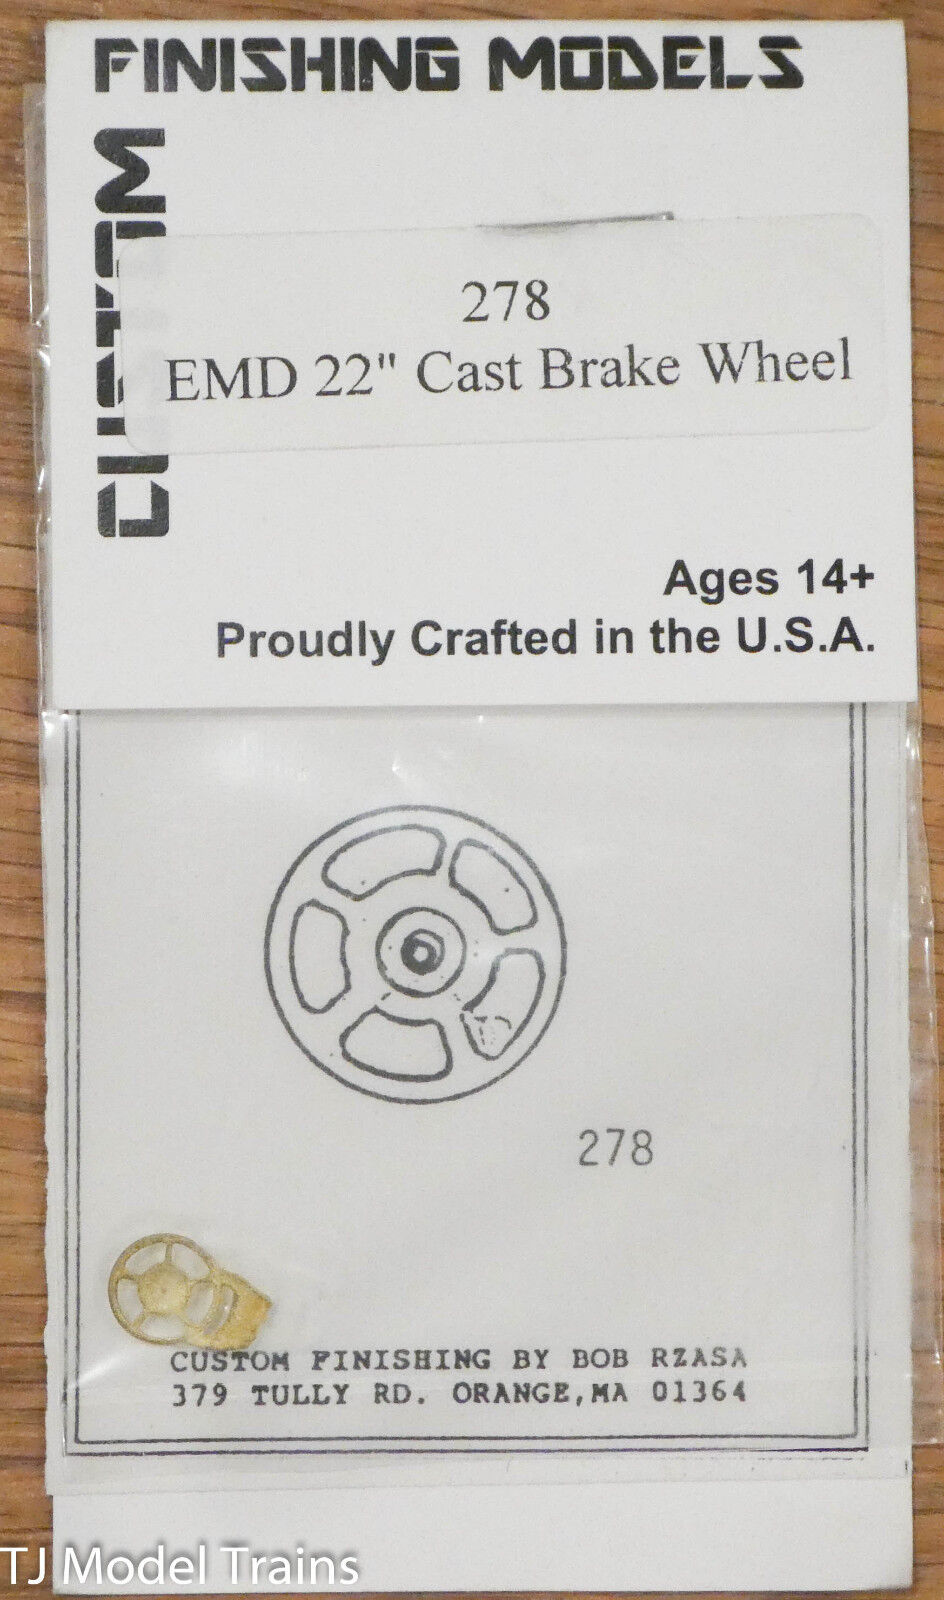 FINISHING MODELS
CUSTOM
278
EMD 22" Cast Brake Wheel
Ages 14+
Proudly Crafted in the U.S.A.
278
CUSTOM FINISHING BY BOB RZASA
379 TULLY RD. ORANGE,MA 01364
TJ Model Trains